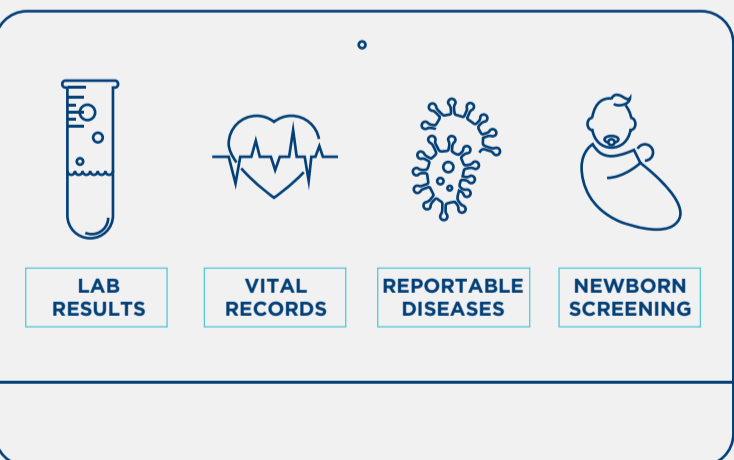 LAB
RESULTS
VITAL
RECORDS
REPORTABLE
DISEASES
NEWBORN
SCREENING